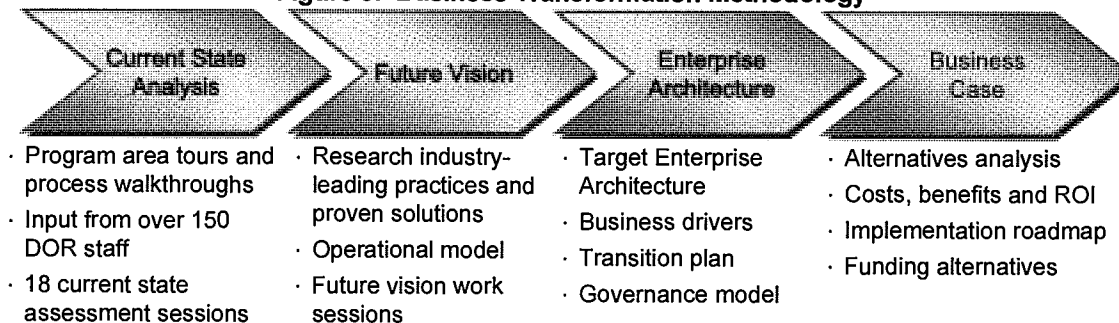 Business Transformation Methodology
Current State
Analysis
Future Vision
Enterprise
Architecture
Business
Case
· Program area tours and
process walkthroughs
· Input from over 150
DOR staff
· 18 current state
assessment sessions
· Research industry-
leading practices and
proven solutions
· Operational model
· Future vision work
sessions
· Target Enterprise
Architecture
· Business drivers
· Transition plan
· Governance model
· Alternatives analysis
· Costs, benefits and ROI
· Implementation roadmap
· Funding alternatives